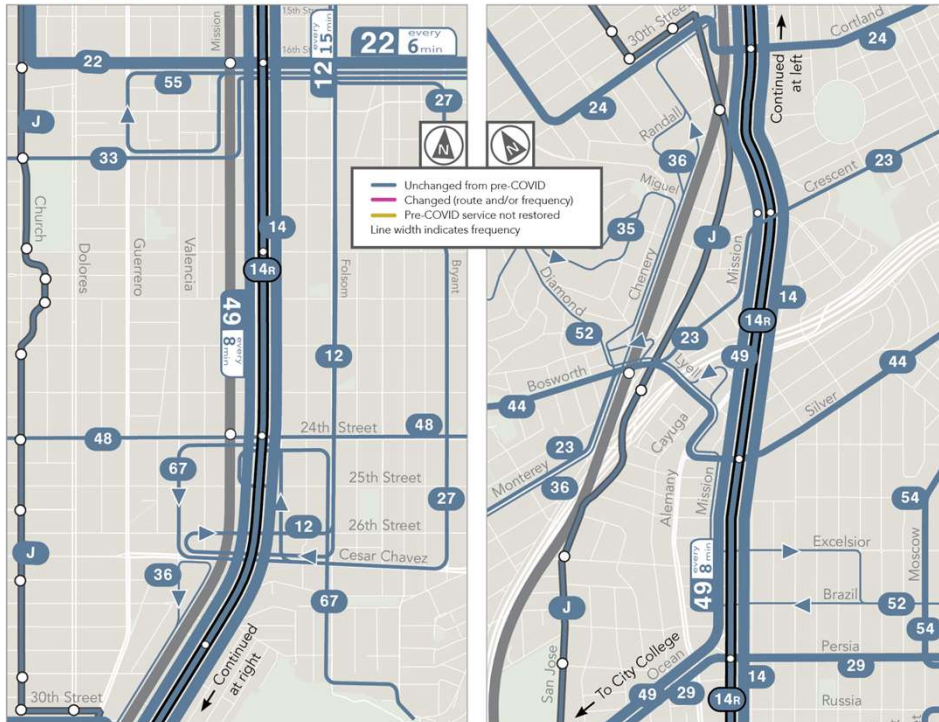 Mission
15th Street
16th St
every
15 min
12
22
every
6 min
22
55
27
J
33
Church
Dolores
Guerrero
Valencia
14
14R
Folsom
Bryant
49
every
8 min
12
48
24th Street
48
67
25th Street
27
12
26th Street
Cesar Chavez
36
67
J
30th Street
Continued
at right
N
N
Unchanged from pre-COVID
Changed (route and/or frequency)
Pre-COVID service not restored
Line width indicates frequency
30th Street
24
Continued
at left
Cortland
24
Randall
36
Miguel
Crescent
23
35
J
Mission
Diamond
Chenery
14
14R
52
23
49
Lyell
Bosworth
44
44
Silver
Cayuga
23
Monterey
36
Alemany
Mission
54
Moscow
Excelsior
49
every
8 min
Brazil
52
J
54
San Jose
To City College
Ocean
Persia
29
14
49
29
14R
Russia